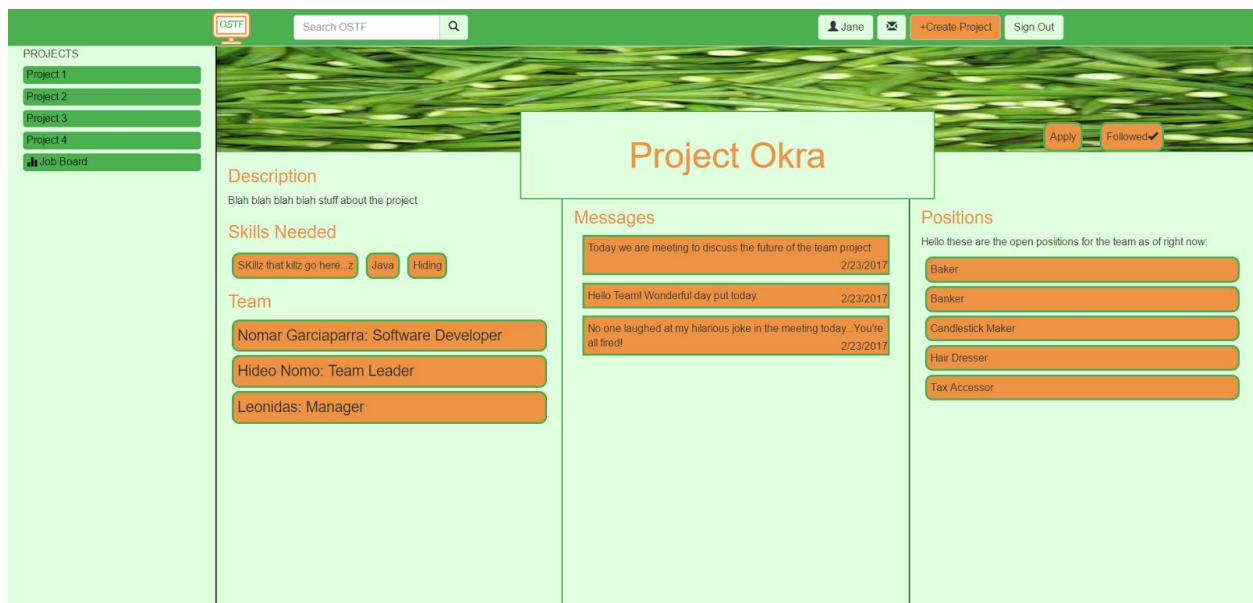 OSTF
Search OSTF
Jane
+Create Project
Sign Out
PROJECTS
Project 1
Project 2
Project 3
Project 4
Job Board
Apply
Followed✔
Project Okra
Description
Blah blah blah blah stuff about the project
Skills Needed
SKillz that killz go here...z
Java
Hiding
Team
Nomar Garciaparra: Software Developer
Hideo Nomo: Team Leader
Leonidas: Manager
Messages
Today we are meeting to discuss the future of the team project
2/23/2017
Hello Team! Wonderful day put today.
2/23/2017
No one laughed at my hilarious joke in the meeting today...You're
all fired!
2/23/2017
Positions
Hello these are the open posiitions for the team as of right now:
Baker
Banker
Candlestick Maker
Hair Dresser
Tax Accessor